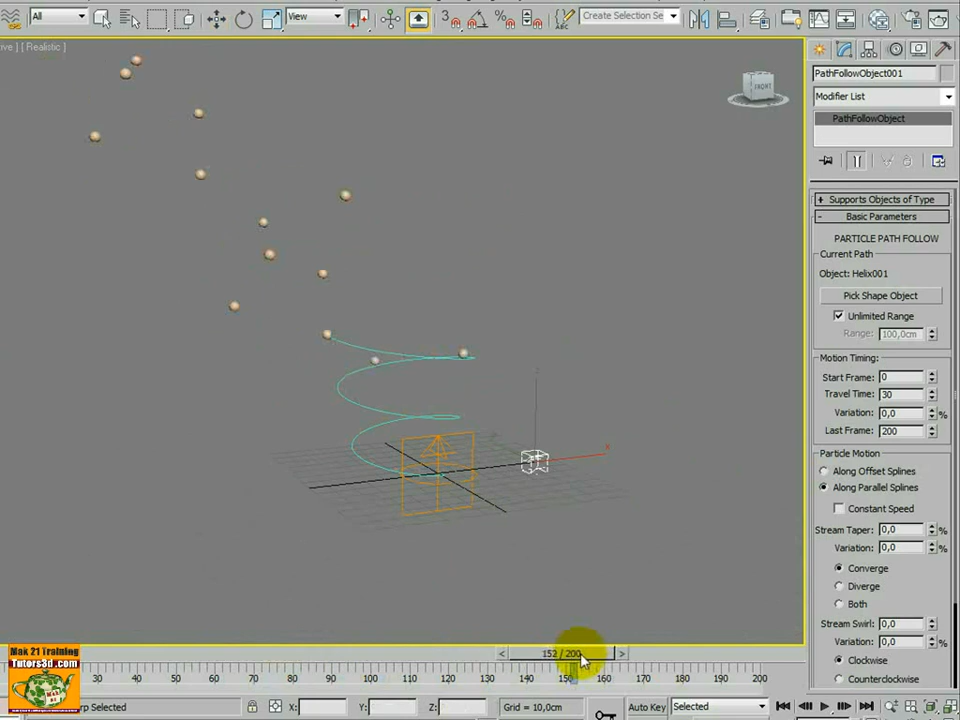 All
View
3
%
ABC
Create Selection Se
ive ] [ Realistic ]
FRONT
PathFollowObject001
Modifier List
PathFollowObject
+ Supports Objects of Type
- Basic Parameters
PARTICLE PATH FOLLOW
Current Path
Object: Helix001
Pick Shape Object
Unlimited Range
Range: 100,0cm
Motion Timing:
Start Frame: 0
Travel Time: 30
Variation: 0,0 %
Last Frame: 200
Particle Motion
Along Offset Splines
Along Parallel Splines
Constant Speed
Stream Taper: 0,0
Variation: 0,0 %
Converge
Diverge
Both
Stream Swirl: 0,0
Variation: 0,0 %
Clockwise
Counterclockwise
x
< 152 / 200 >
30 40 50 60 70 80 90 100 110 120 130 140 150 160 170 180 190 200
rp Selected X: Y: Z: Grid = 10,0cm Auto Key Selected
Mak 21 Training
Tutors3d.com